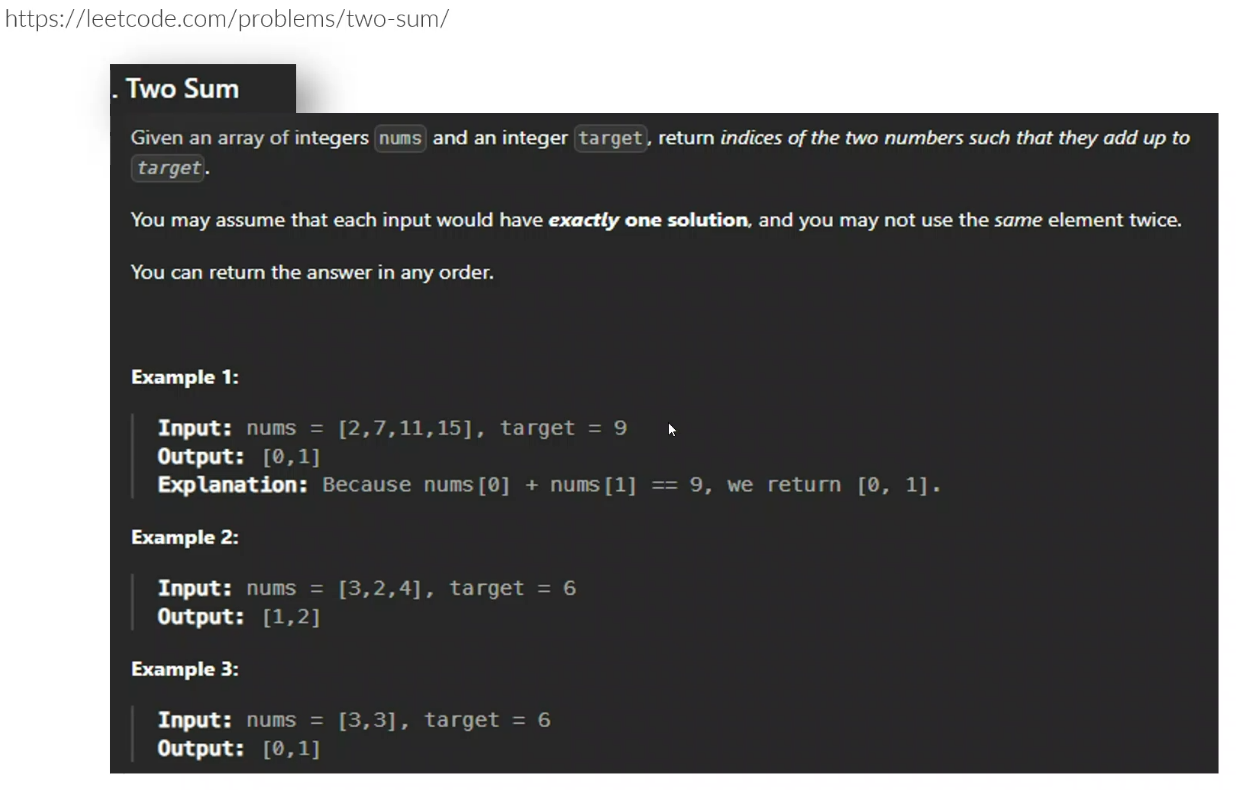 https://leetcode.com/problems/two-sum/
. Two Sum
Given an array of integers nums and an integer target, return indices of the two numbers such that they add up to
target.
You may assume that each input would have exactly one solution, and you may not use the same element twice.
You can return the answer in any order.
Example 1:
Input: nums = [2,7,11,15], target = 9
Output: [0,1]
Explanation: Because nums[0] + nums[1] == 9, we return [0, 1].
Example 2:
Input: nums = [3,2,4], target = 6
Output: [1,2]
Example 3:
Input: nums = [3,3], target = 6
Output: [0,1]